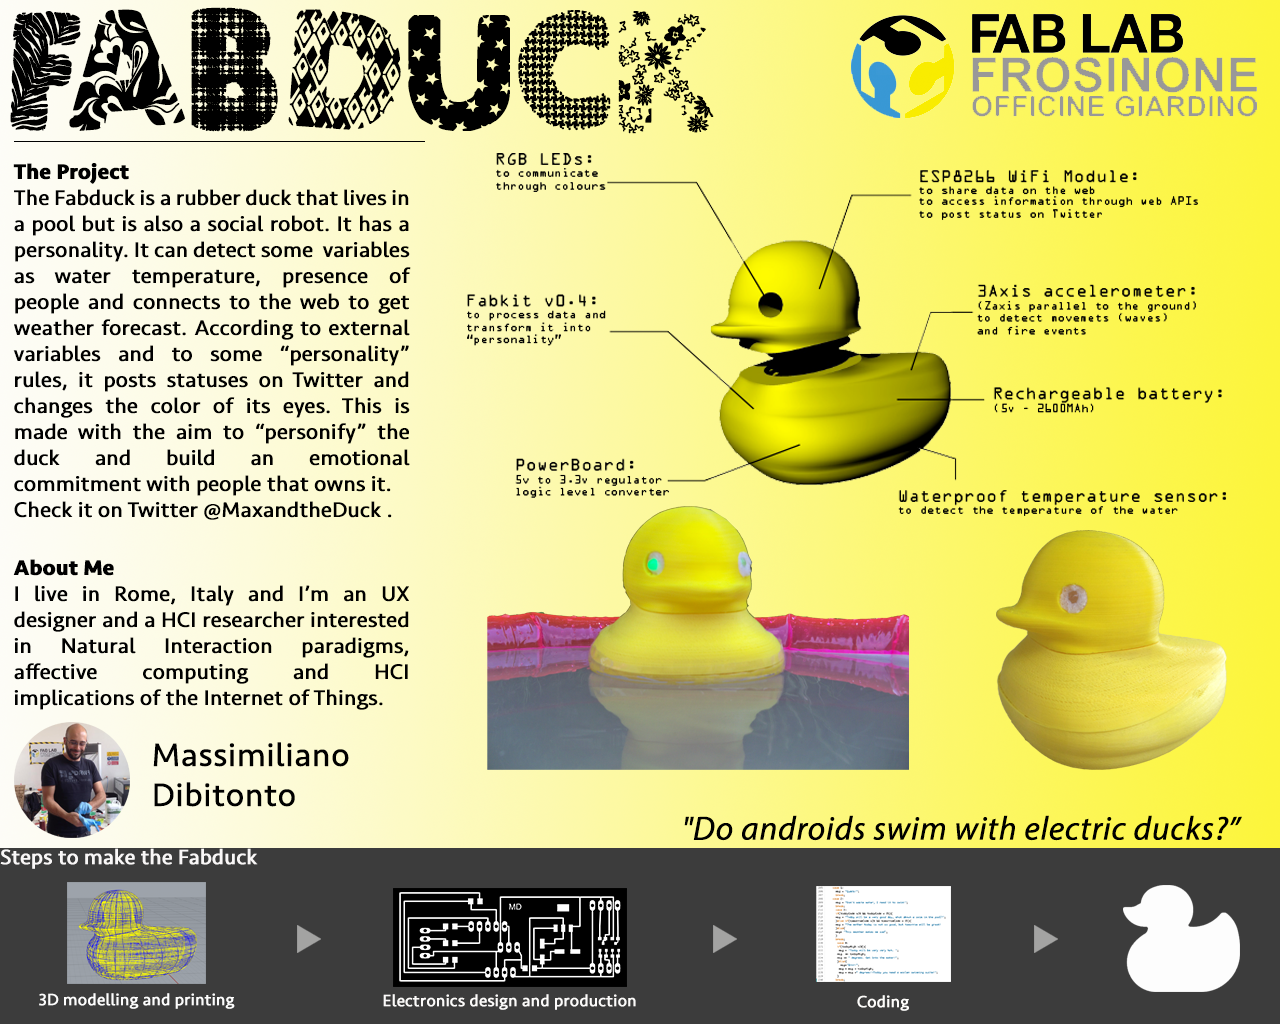 FABDUCK
FAB LAB
FROSINONE
OFFICINE GIARDINO
The Project
The Fabduck is a rubber duck that lives in
a pool but is also a social robot. It has a
personality. It can detect some variables
as water temperature, presence of
people and connects to the web to get
weather forecast. According to external
variables and to some “personality”
rules, it posts statuses on Twitter and
changes the color of its eyes. This is
made with the aim to “personify” the
duck and build an emotional
commitment with people that owns it.
Check it on Twitter @MaxandtheDuck .
About Me
I live in Rome, Italy and I’m an UX
designer and a HCI researcher interested
in Natural Interaction paradigms,
affective computing and HCI
implications of the Internet of Things.
Massimiliano
Dibitonto
RGB LEDs:
to communicate
through colours
ESP8266 WiFi Module:
to share data on the web
to access information through web APIs
to post status on Twitter
Fabkit v0.4:
to process data and
transform it into
“personality”
3Axis accelerometer:
(Zaxis parallel to the ground)
to detect movemets (waves)
and fire events
Rechargeable battery:
(5v - 2600MAh)
PowerBoard:
5v to 3.3v regulator
logic level converter
Waterproof temperature sensor:
to detect the temperature of the water
"Do androids swim with electric ducks?”
Steps to make the Fabduck
MD
3D modelling and printing
Electronics design and production
Coding